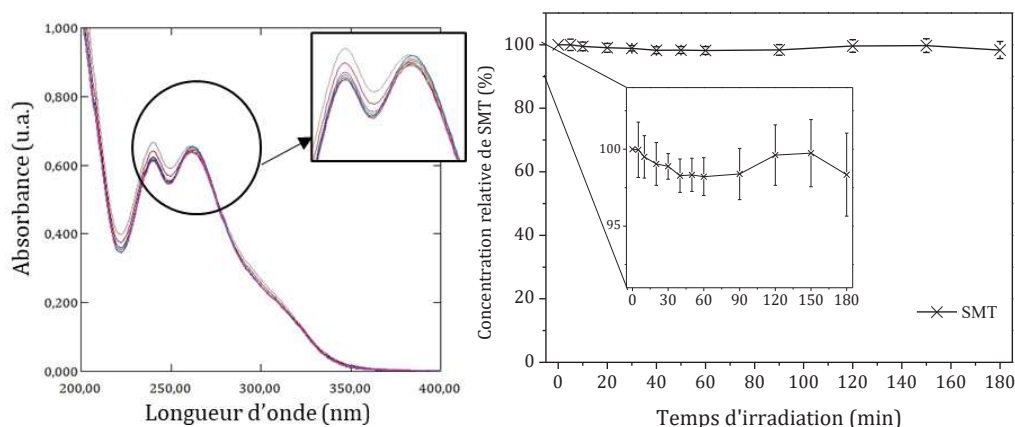 1,000
0,800
0,600
0,400
0,200
0,000
200,00 250,00 300,00 350,00 400,00
Absorbance (u.a.)
Longueur d'onde (nm)
100
80
60
40
20
0
0 20 40 60 80 100 120 140 160 180
Concentration relative de SMT (%)
Temps d'irradiation (min)
100
95
0 30 60 90 120 150 180
SMT